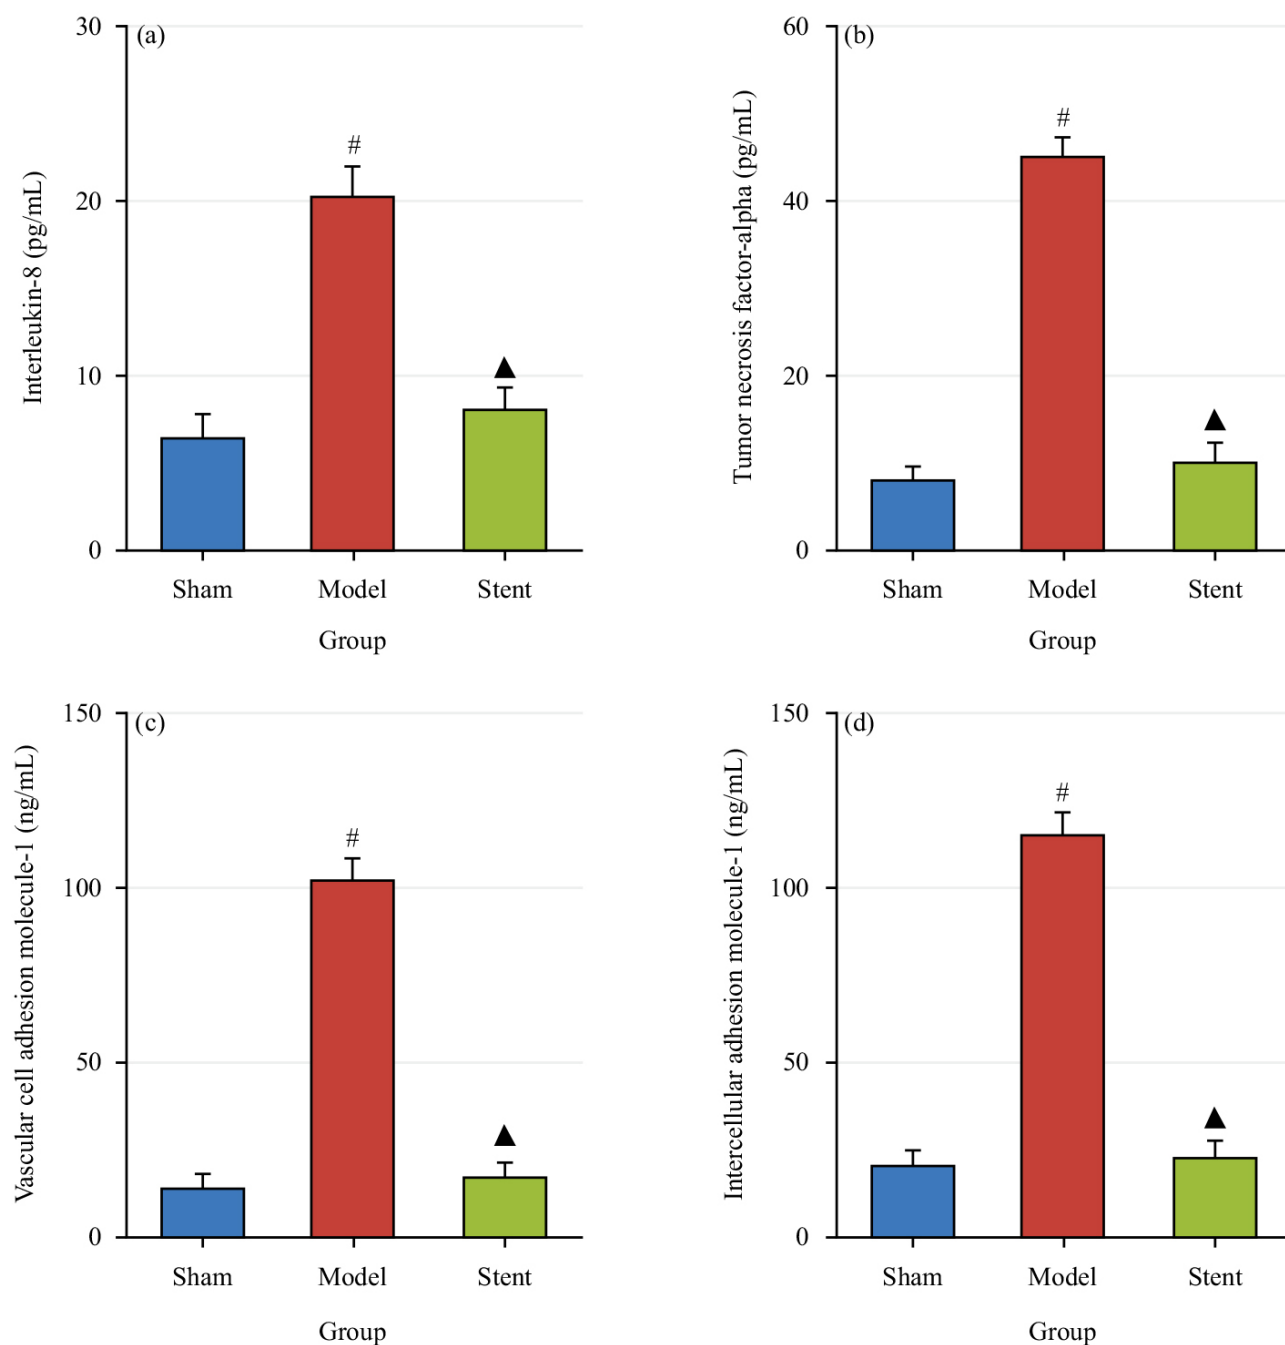 (a)
Interleukin-8 (pg/mL)
30
20
10
0
#
▲
Sham Model Stent
Group
(b)
Tumor necrosis factor-alpha (pg/mL)
60
40
20
0
#
▲
Sham Model Stent
Group
(c)
Vascular cell adhesion molecule-1 (ng/mL)
150
100
50
0
#
▲
Sham Model Stent
Group
(d)
Intercellular adhesion molecule-1 (ng/mL)
150
100
50
0
#
▲
Sham Model Stent
Group